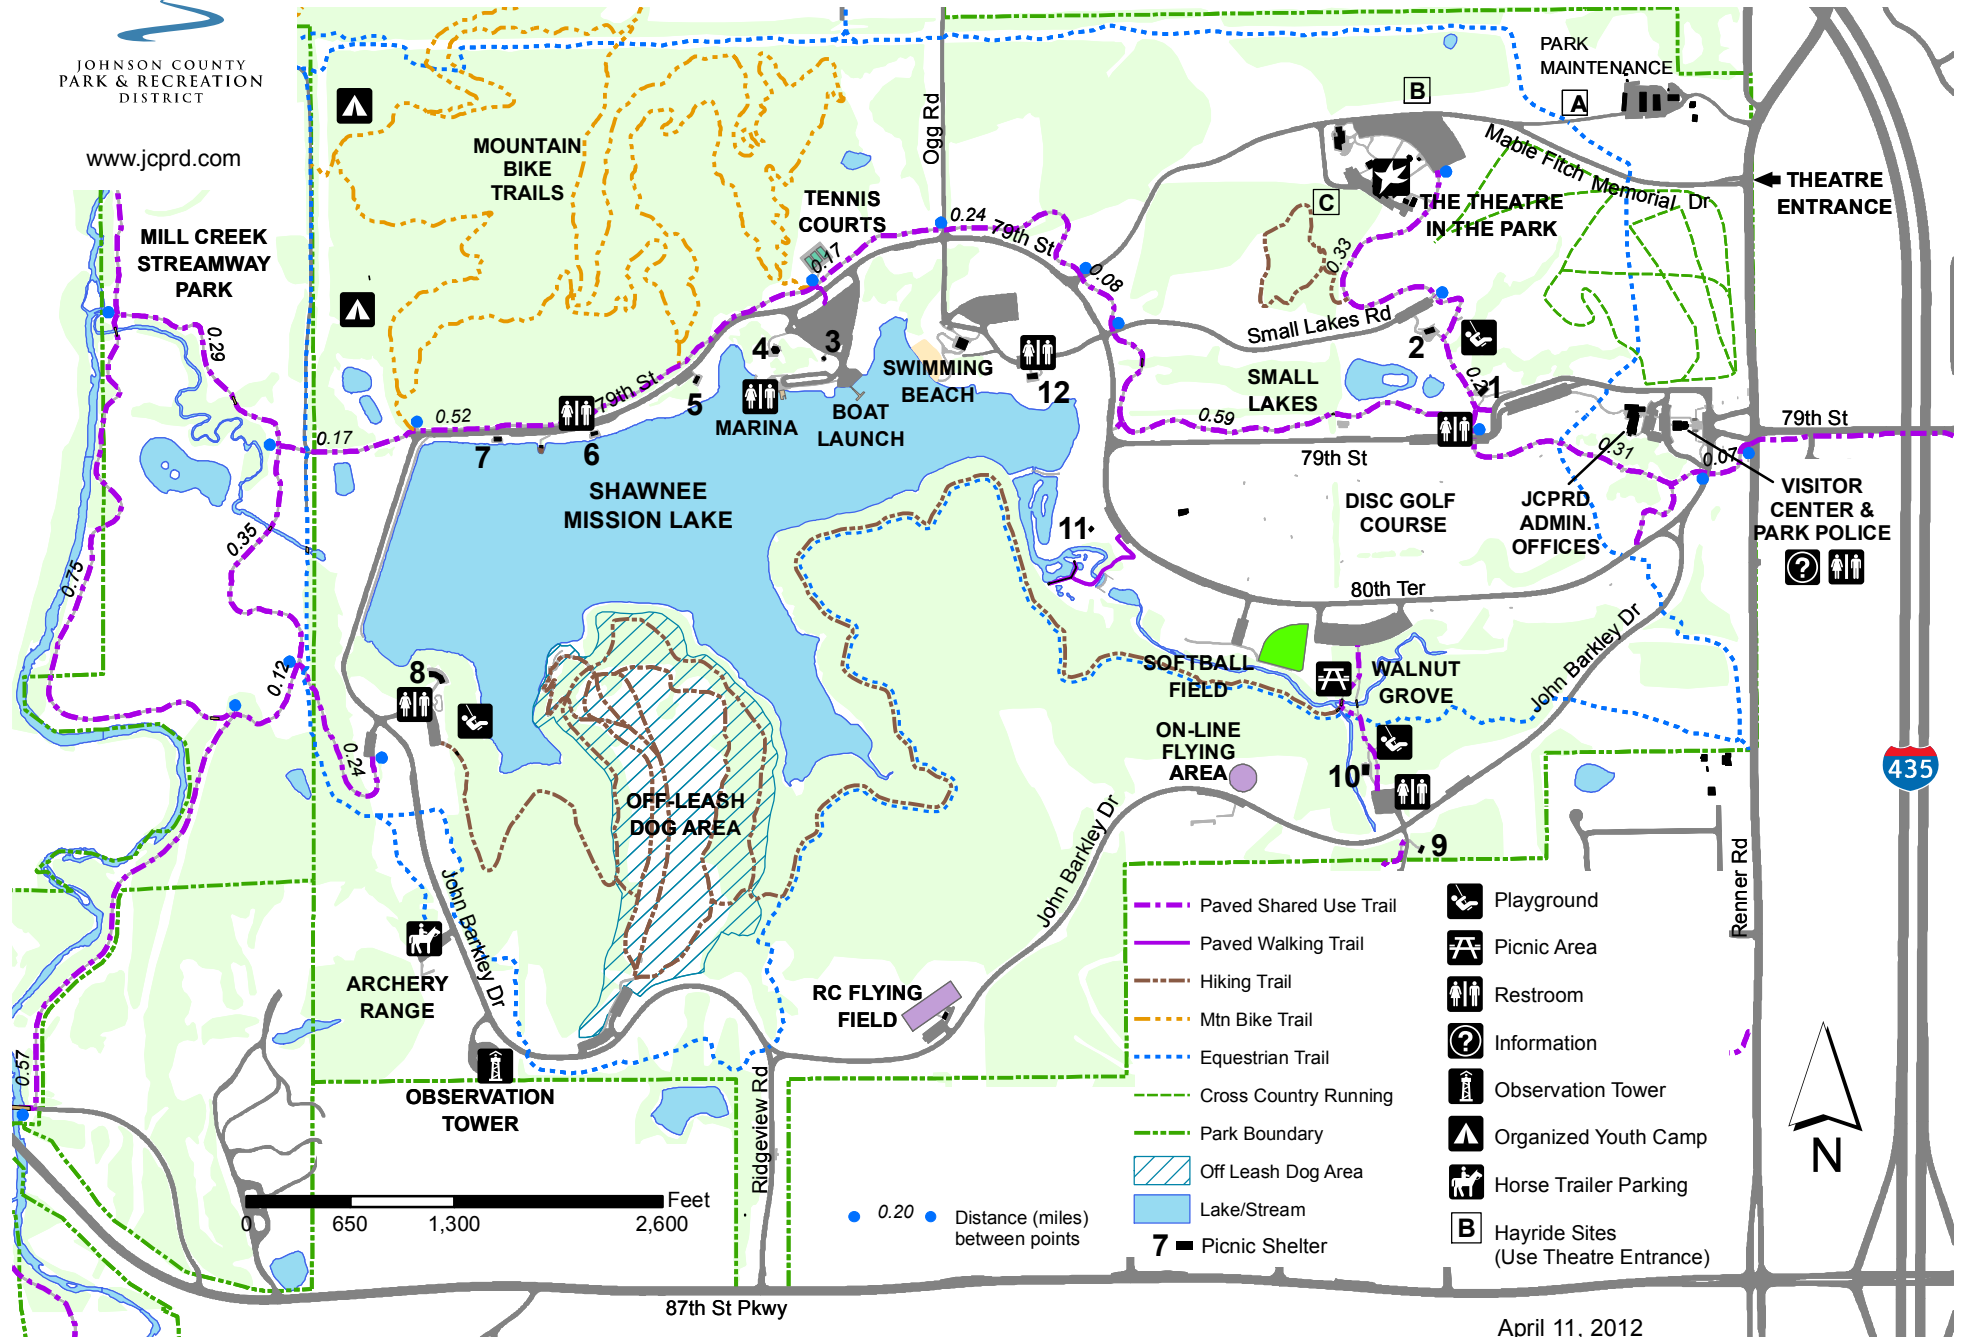 JOHNSON COUNTY
PARK & RECREATION
DISTRICT
www.jcprd.com
MILL CREEK
STREAMWAY
PARK
MOUNTAIN
BIKE
TRAILS
TENNIS
COURTS
Ogg Rd
PARK
MAINTENANCE
A
B
C
Mable Fitch Memorial Dr
THEATRE
ENTRANCE
THE THEATRE
IN THE PARK
0.24
79th St
0.17
0.08
0.33
0.29
Small Lakes Rd
2
4
3
SWIMMING
BEACH
12
SMALL
LAKES
1
79th St
5
MARINA
BOAT
LAUNCH
0.52
0.17
7
6
0.59
79th St
79th St
0.31
0.07
SHAWNEE
MISSION LAKE
DISC GOLF
COURSE
JCPRD
ADMIN.
OFFICES
VISITOR
CENTER &
PARK POLICE
?
11
0.35
0.75
80th Ter
0.12
8
SOFTBALL
FIELD
WALNUT
GROVE
John Barkley Dr
0.24
ON-LINE
FLYING
AREA
10
435
OFF-LEASH
DOG AREA
John Barkley Dr
9
John Barkley Dr
Renner Rd
ARCHERY
RANGE
RC FLYING
FIELD
0.57
OBSERVATION
TOWER
Ridgeview Rd
Paved Shared Use Trail
Paved Walking Trail
Hiking Trail
Mtn Bike Trail
Equestrian Trail
Cross Country Running
Park Boundary
Off Leash Dog Area
Lake/Stream
7 Picnic Shelter
Playground
Picnic Area
Restroom
? Information
Observation Tower
Organized Youth Camp
Horse Trailer Parking
B Hayride Sites
(Use Theatre Entrance)
N
Feet
0 650 1,300 2,600
0.20 Distance (miles)
between points
87th St Pkwy
April 11, 2012